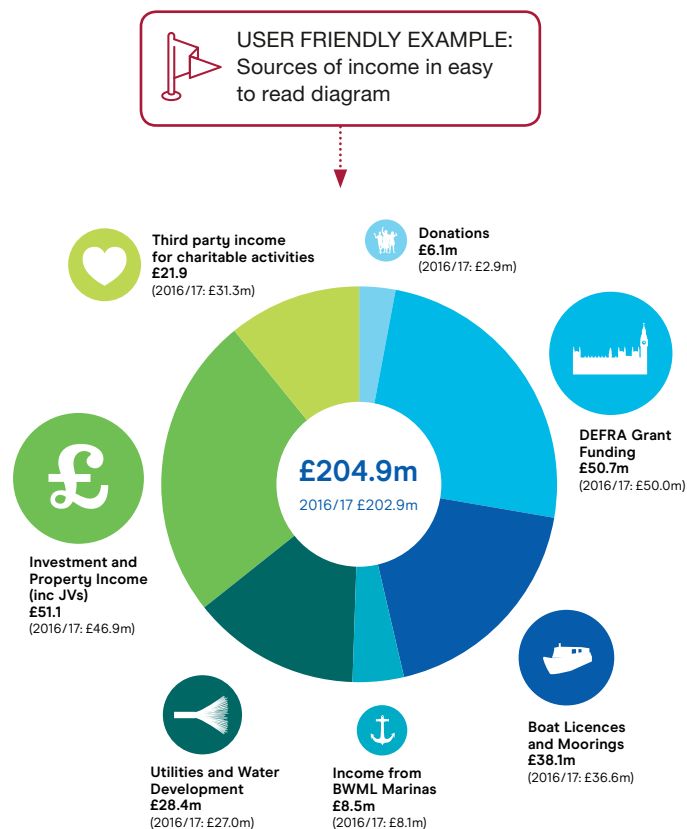 USER FRIENDLY EXAMPLE:
Sources of income in easy
to read diagram
Donations
£6.1m
(2016/17: £2.9m)
Third party income
for charitable activities
£21.9
(2016/17: £31.3m)
DEFRA Grant
Funding
£50.7m
(2016/17: £50.0m)
£204.9m
2016/17 £202.9m
£
Investment and
Property Income
(inc JVs)
£51.1
(2016/17: £46.9m)
Boat Licences
and Moorings
£38.1m
(2016/17: £36.6m)
Utilities and Water
Development
£28.4m
(2016/17: £27.0m)
Income from
BWML Marinas
£8.5m
(2016/17: £8.1m)